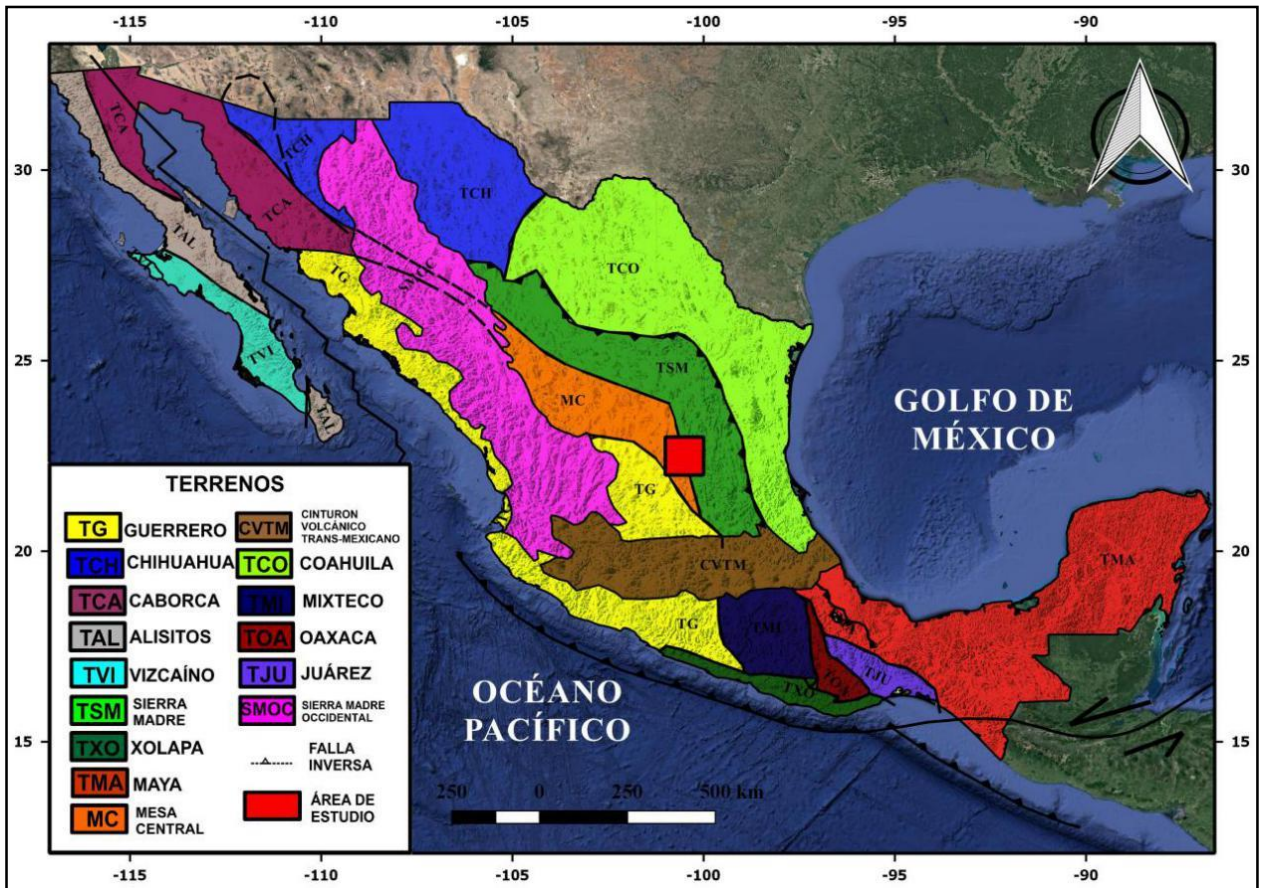 -115
-110
-105
-100
-95
-90
30
30
25
25
20
20
15
15
TCA
TCH
TCA
TCH
TAL
TG
SMOC
TCO
TVI
TAL
TSM
MC
TG
GOLFO DE
MÉXICO
CVTM
TMA
TG
TMI
TXO
TOA
TJU
OCÉANO
PACÍFICO
250
0
250
500 km
TERRENOS
TG GUERRERO
TCH CHIHUAHUA
TCA CABORCA
TAL ALISITOS
TVI VIZCAÍNO
TSM SIERRA
MADRE
TXO XOLAPA
TMA MAYA
MC MESA
CENTRAL
CVTM CINTURON
VOLCÁNICO
TRANS-MEXICANO
TCO COAHUILA
TMI MIXTECO
TOA OAXACA
TJU JUÁREZ
SMOC SIERRA MADRE
OCCIDENTAL
FALLA
INVERSA
ÁREA DE
ESTUDIO
-115
-110
-105
-100
-95
-90